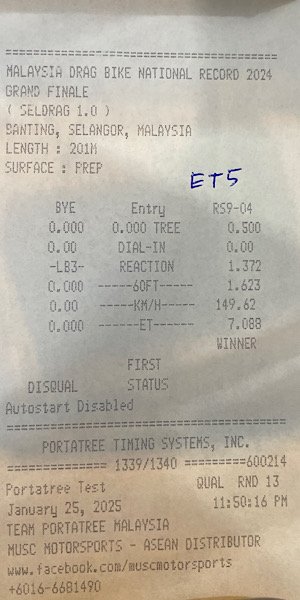 =============================
MALAYSIA DRAG BIKE NATIONAL RECORD 2024
GRAND FINALE
( SELDRAG 1.0 )
BANTING, SELANGOR, MALAYSIA
LENGTH : 201M
SURFACE : PREP
ET5
BYE Entry RS9-04
0.000 0.000 TREE 0.500
0.00 DIAL-IN 0.00
-LB3- REACTION 1.372
0.000 ------60FT----- 1.623
0.00 ------KM/H----- 149.62
0.000 ------ET----- 7.088
WINNER
FIRST
DISQUAL STATUS
Autostart Disabled
=============================
PORTATREE TIMING SYSTEMS, INC.
============ 1339/1340 =========600214
Portatree Test QUAL RND 13
January 25, 2025 11:50:16 PM
TEAM PORTATREE MALAYSIA
MUSC MOTORSPORTS - ASEAN DISTRIBUTOR
www.facebook.com/muscmotorsports
+6016-6681490